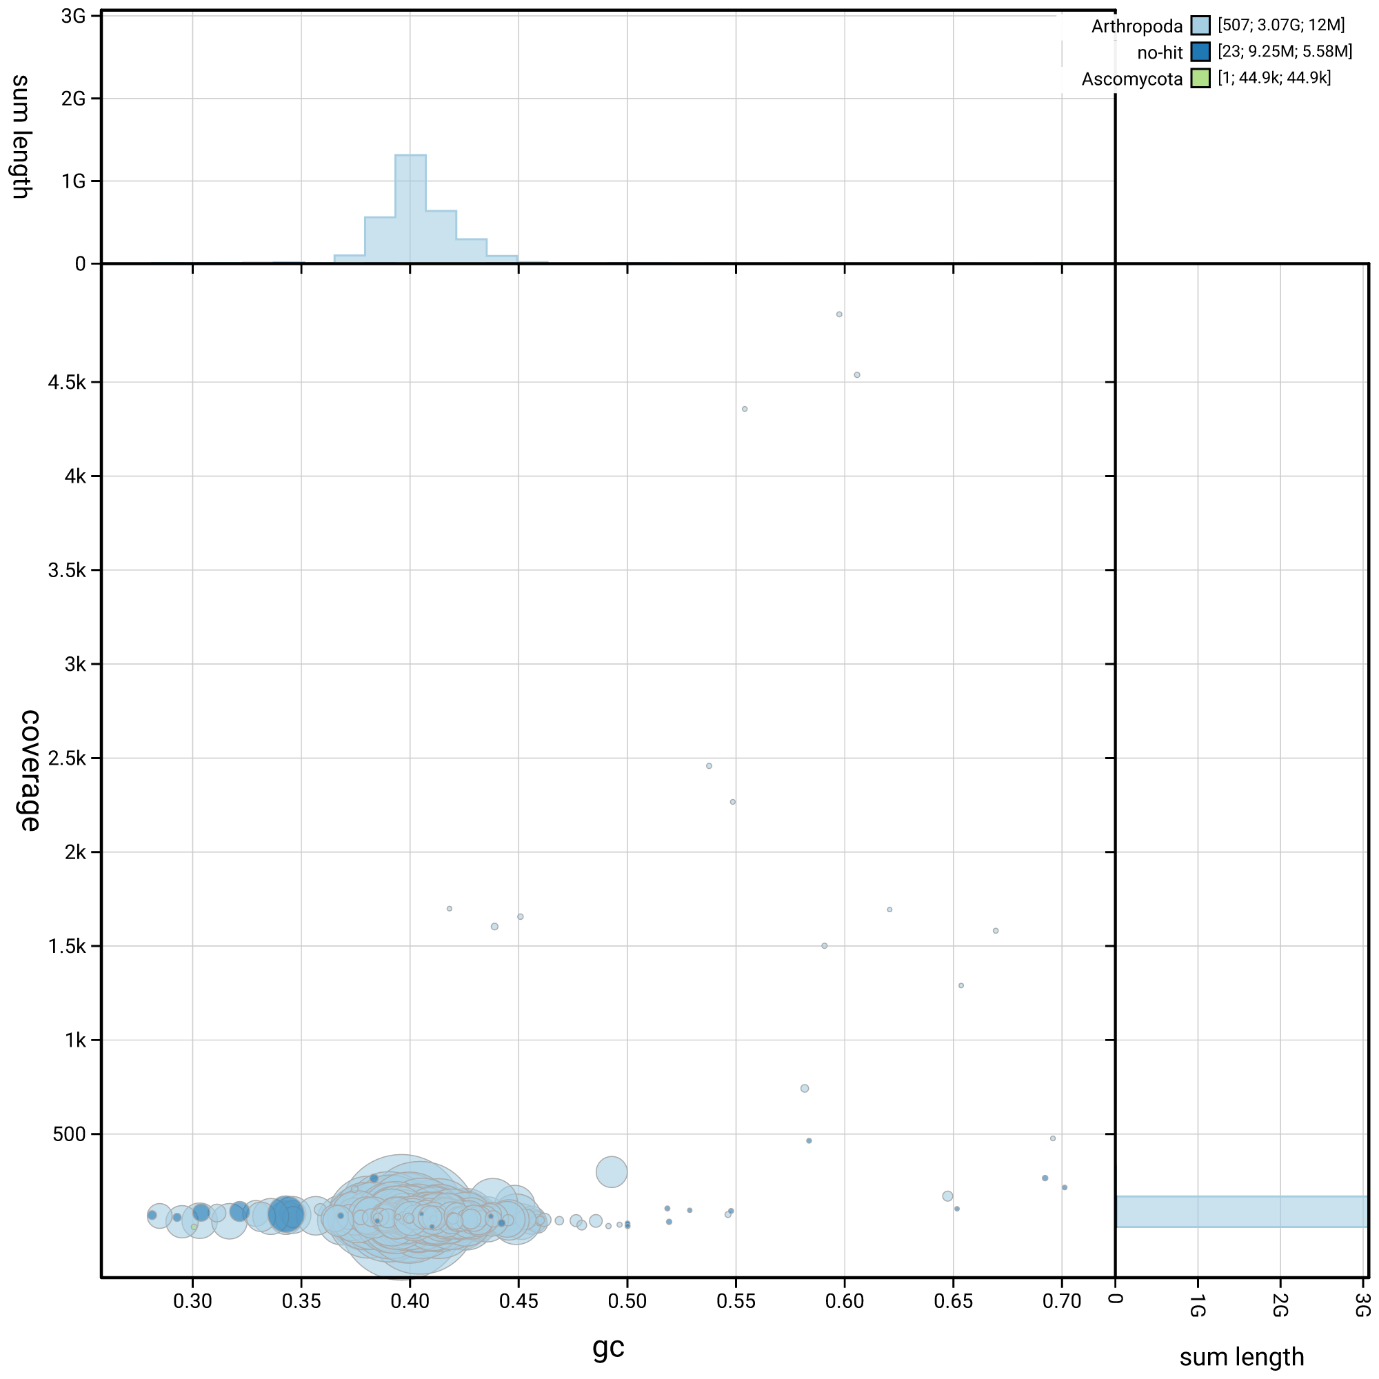 3G
2G
1G
0
sum length
Arthropoda [507; 3.07G; 12M]
no-hit [23; 9.25M; 5.58M]
Ascomycota [1; 44.9k; 44.9k]
4.5k
4k
3.5k
3k
2.5k
2k
1.5k
1k
500
coverage
0.30 0.35 0.40 0.45 0.50 0.55 0.60 0.65 0.70
gc
0 1G 2G 3G
sum length